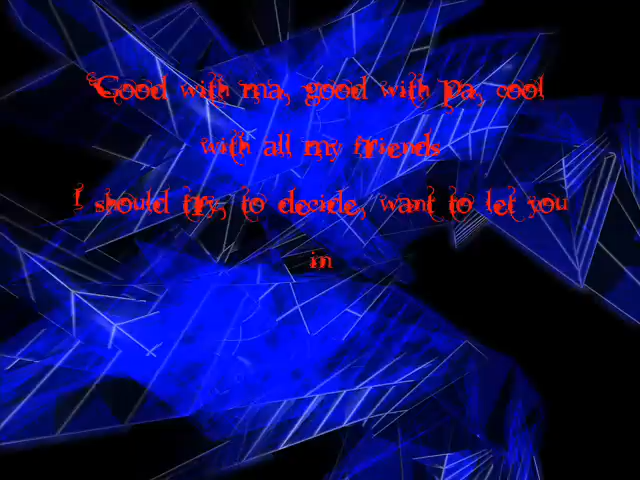 Good with ma, good with pa, cool
with all my friends
I should try, to decide, want to let you
in